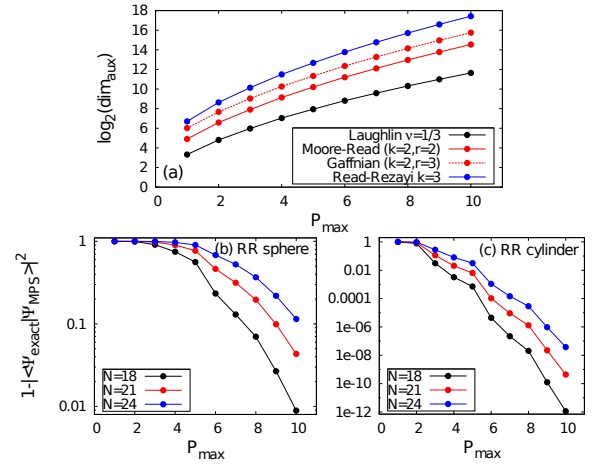 18
16
14
12
10
8
6
4
2
0
log2(dimaux)
(a)
Laughlin ν=1/3
Moore-Read (k=2,r=2)
Gaffnian (k=2,r=3)
Read-Rezayi k=3
0 2 4 6 8 10
Pmax
(b) RR sphere
1
0.1
0.01
1-|<Ψexact|ΨMPS>|²
N=18
N=21
N=24
0 2 4 6 8 10
Pmax
(c) RR cylinder
1
0.01
0.0001
1e-06
1e-08
1e-10
1e-12
N=18
N=21
N=24
0 2 4 6 8 10
Pmax